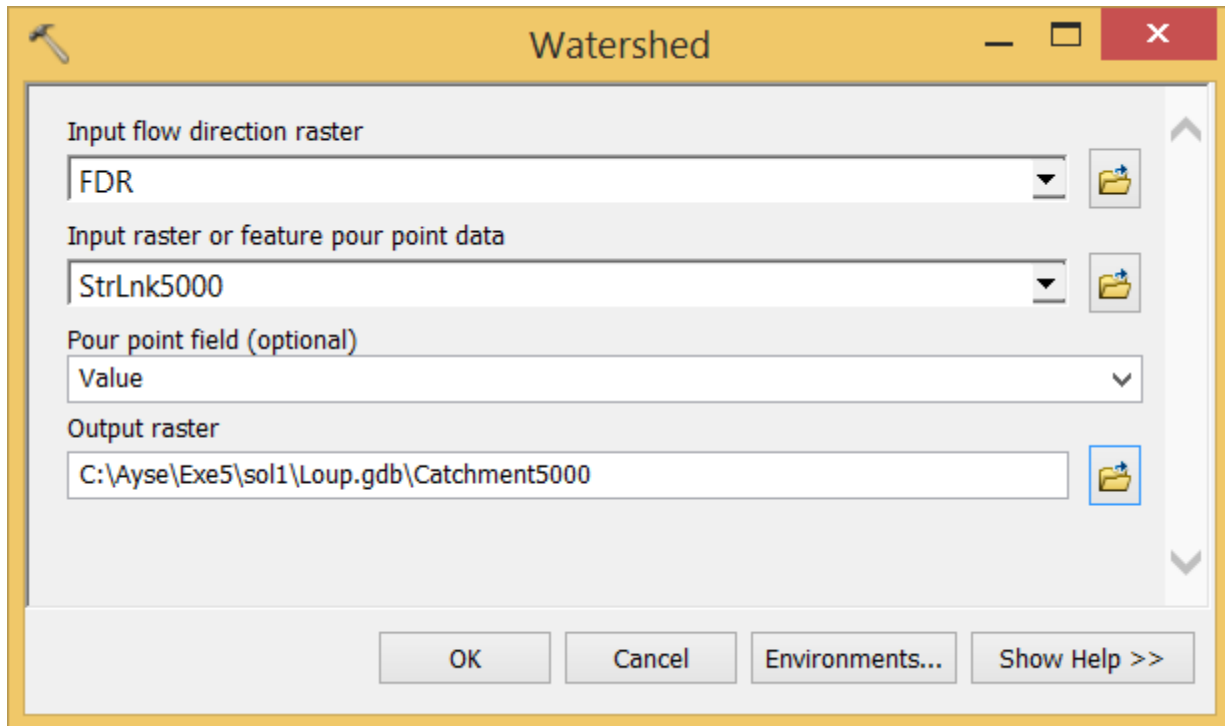 Watershed
Input flow direction raster
FDR
Input raster or feature pour point data
StrLnk5000
Pour point field (optional)
Value
Output raster
C:\Ayse\Exe5\sol1\Loup.gdb\Catchment5000
OK Cancel Environments... Show Help >>